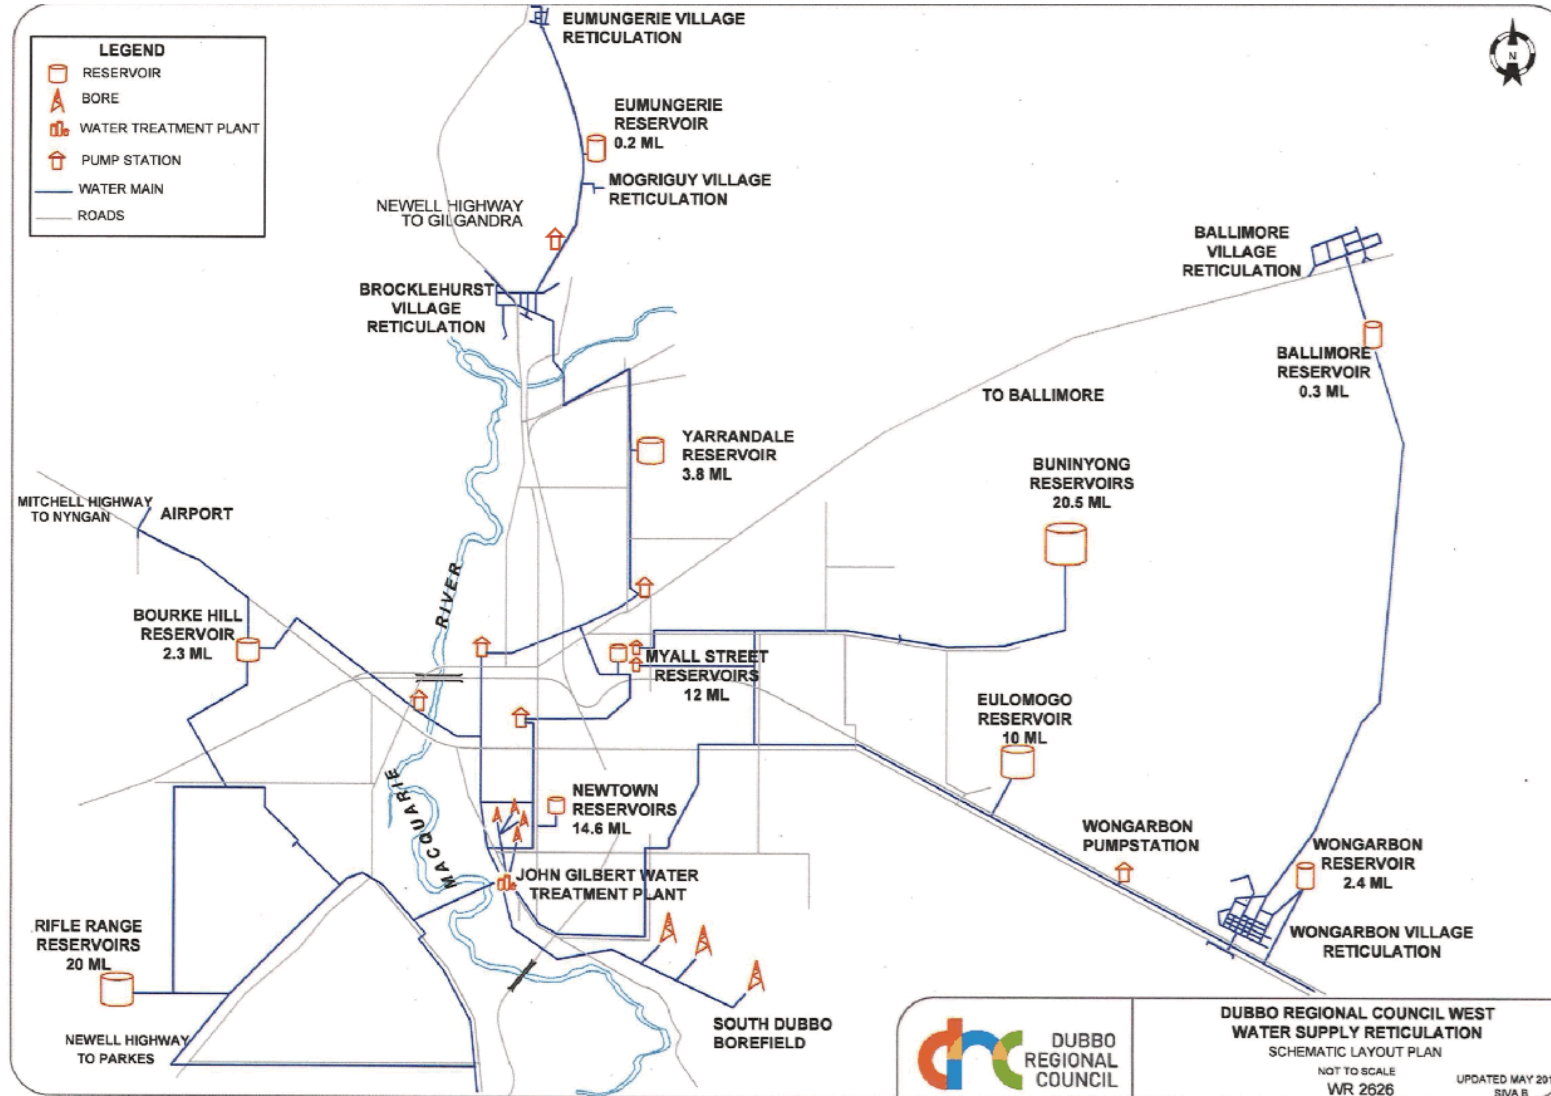 LEGEND
RESERVOIR
BORE
WATER TREATMENT PLANT
PUMP STATION
WATER MAIN
ROADS
EUMUNGERIE VILLAGE
RETICULATION
N
EUMUNGERIE
RESERVOIR
0.2 ML
MOGRIGUY VILLAGE
RETICULATION
NEWELL HIGHWAY
TO GILGANDRA
BROCKLEHURST
VILLAGE
RETICULATION
BALLIMORE
VILLAGE
RETICULATION
BALLIMORE
RESERVOIR
0.3 ML
TO BALLIMORE
YARRANDALE
RESERVOIR
3.8 ML
BUNINYONG
RESERVOIRS
20.5 ML
MITCHELL HIGHWAY
TO NYNGAN
AIRPORT
BOURKE HILL
RESERVOIR
2.3 ML
MACQUARIE RIVER
MYALL STREET
RESERVOIRS
12 ML
EULOMOGO
RESERVOIR
10 ML
NEWTOWN
RESERVOIRS
14.6 ML
WONGARBON
PUMPSTATION
WONGARBON
RESERVOIR
2.4 ML
JOHN GILBERT WATER
TREATMENT PLANT
RIFLE RANGE
RESERVOIRS
20 ML
WONGARBON VILLAGE
RETICULATION
SOUTH DUBBO
BOREFIELD
NEWELL HIGHWAY
TO PARKES
drc
DUBBO
REGIONAL
COUNCIL
DUBBO REGIONAL COUNCIL WEST
WATER SUPPLY RETICULATION
SCHEMATIC LAYOUT PLAN
NOT TO SCALE
WR 2626
UPDATED MAY 201
SIVA B